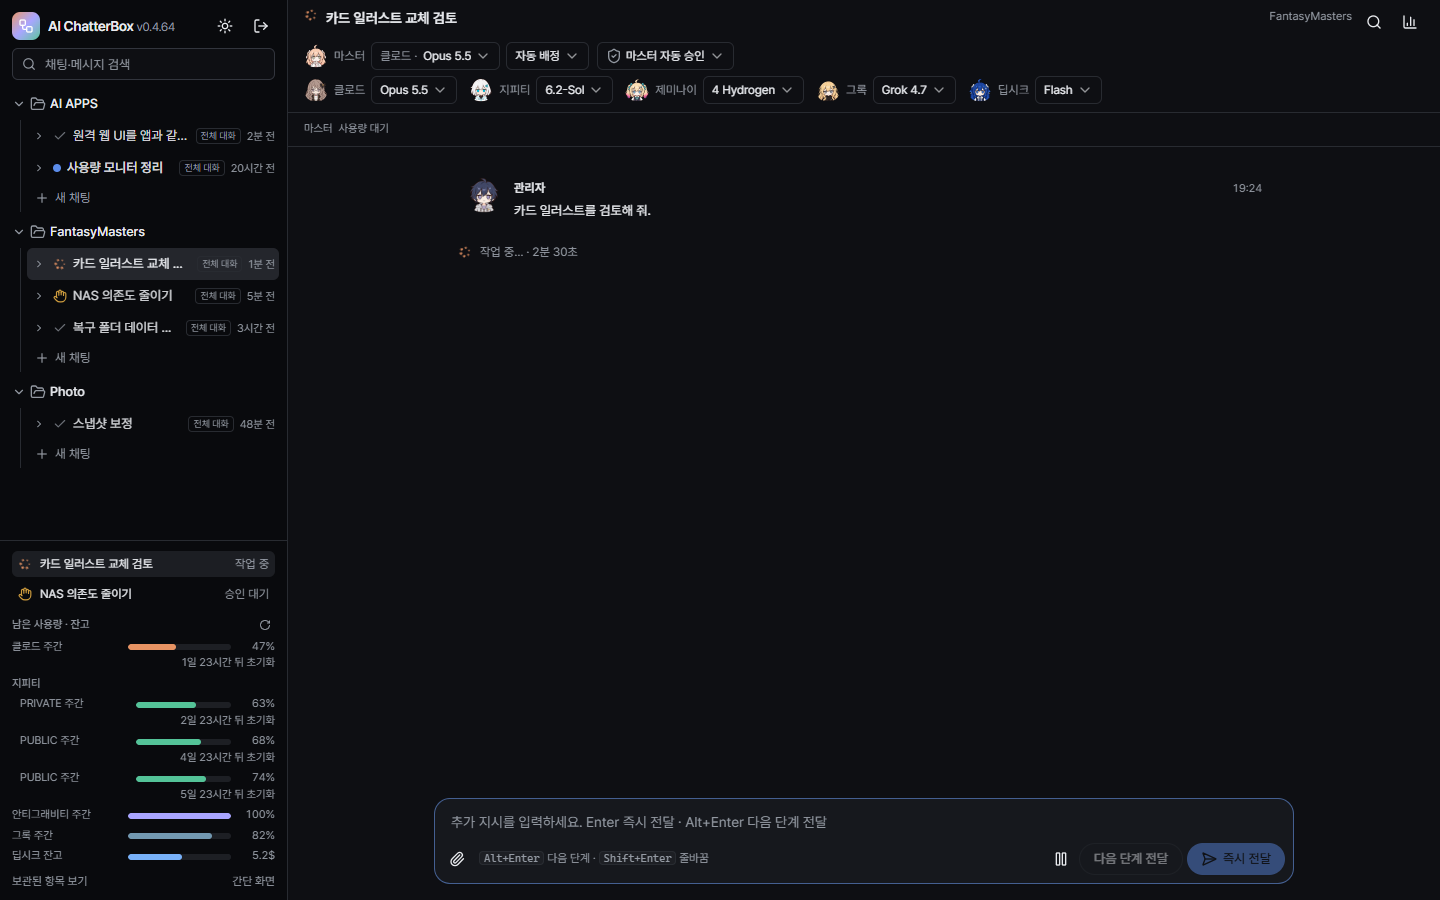 AI ChatterBox v0.4.64
채팅·메시지 검색
AI APPS
원격 웹 UI를 앱과 같... 전체 대화 2분 전
사용량 모니터 정리 전체 대화 20시간 전
새 채팅
FantasyMasters
카드 일러스트 교체 ... 전체 대화 1분 전
NAS 의존도 줄이기 전체 대화 5분 전
복구 폴더 데이터 ... 전체 대화 3시간 전
새 채팅
Photo
스냅샷 보정 전체 대화 48분 전
새 채팅
카드 일러스트 교체 검토 작업 중
NAS 의존도 줄이기 승인 대기
남은 사용량 · 잔고
클로드 주간 47%
1일 23시간 뒤 초기화
지피티
PRIVATE 주간 63%
2일 23시간 뒤 초기화
PUBLIC 주간 68%
4일 23시간 뒤 초기화
PUBLIC 주간 74%
5일 23시간 뒤 초기화
안티그래비티 주간 100%
그록 주간 82%
딥시크 잔고 5.2$
보관된 항목 보기 간단 화면
카드 일러스트 교체 검토 FantasyMasters
마스터 클로드 · Opus 5.5 자동 배정 마스터 자동 승인
클로드 Opus 5.5 지피티 6.2-Sol 제미나이 4 Hydrogen 그록 Grok 4.7 딥시크 Flash
마스터 사용량 대기
관리자 19:24
카드 일러스트를 검토해 줘.
작업 중... · 2분 30초
추가 지시를 입력하세요. Enter 즉시 전달 · Alt+Enter 다음 단계 전달
Alt+Enter 다음 단계 · Shift+Enter 줄바꿈 다음 단계 전달 즉시 전달